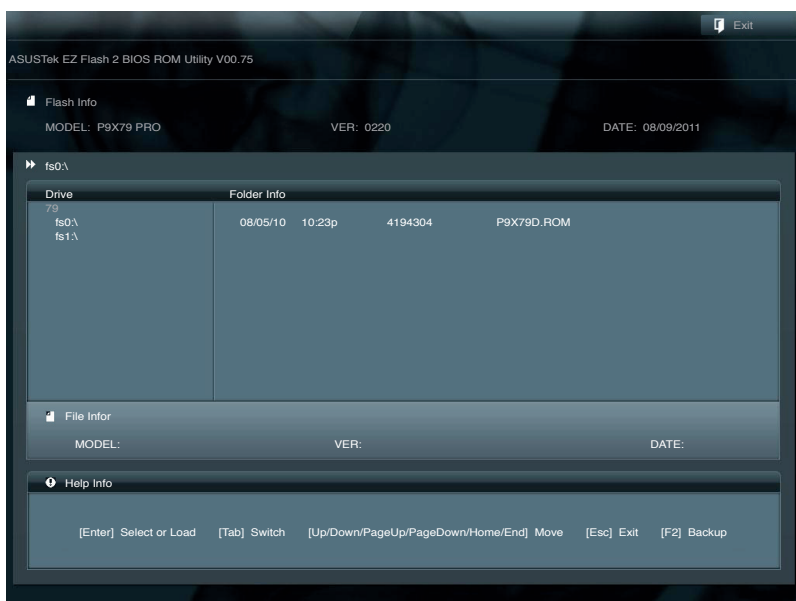 Exit
ASUSTek EZ Flash 2 BIOS ROM Utility V00.75
Flash Info
MODEL: P9X79 PRO VER: 0220 DATE: 08/09/2011
fs0:\
Drive Folder Info
79
fs0:\ 08/05/10 10:23p 4194304 P9X79D.ROM
fs1:\
File Infor
MODEL: VER: DATE:
Help Info
[Enter] Select or Load [Tab] Switch [Up/Down/PageUp/PageDown/Home/End] Move [Esc] Exit [F2] Backup